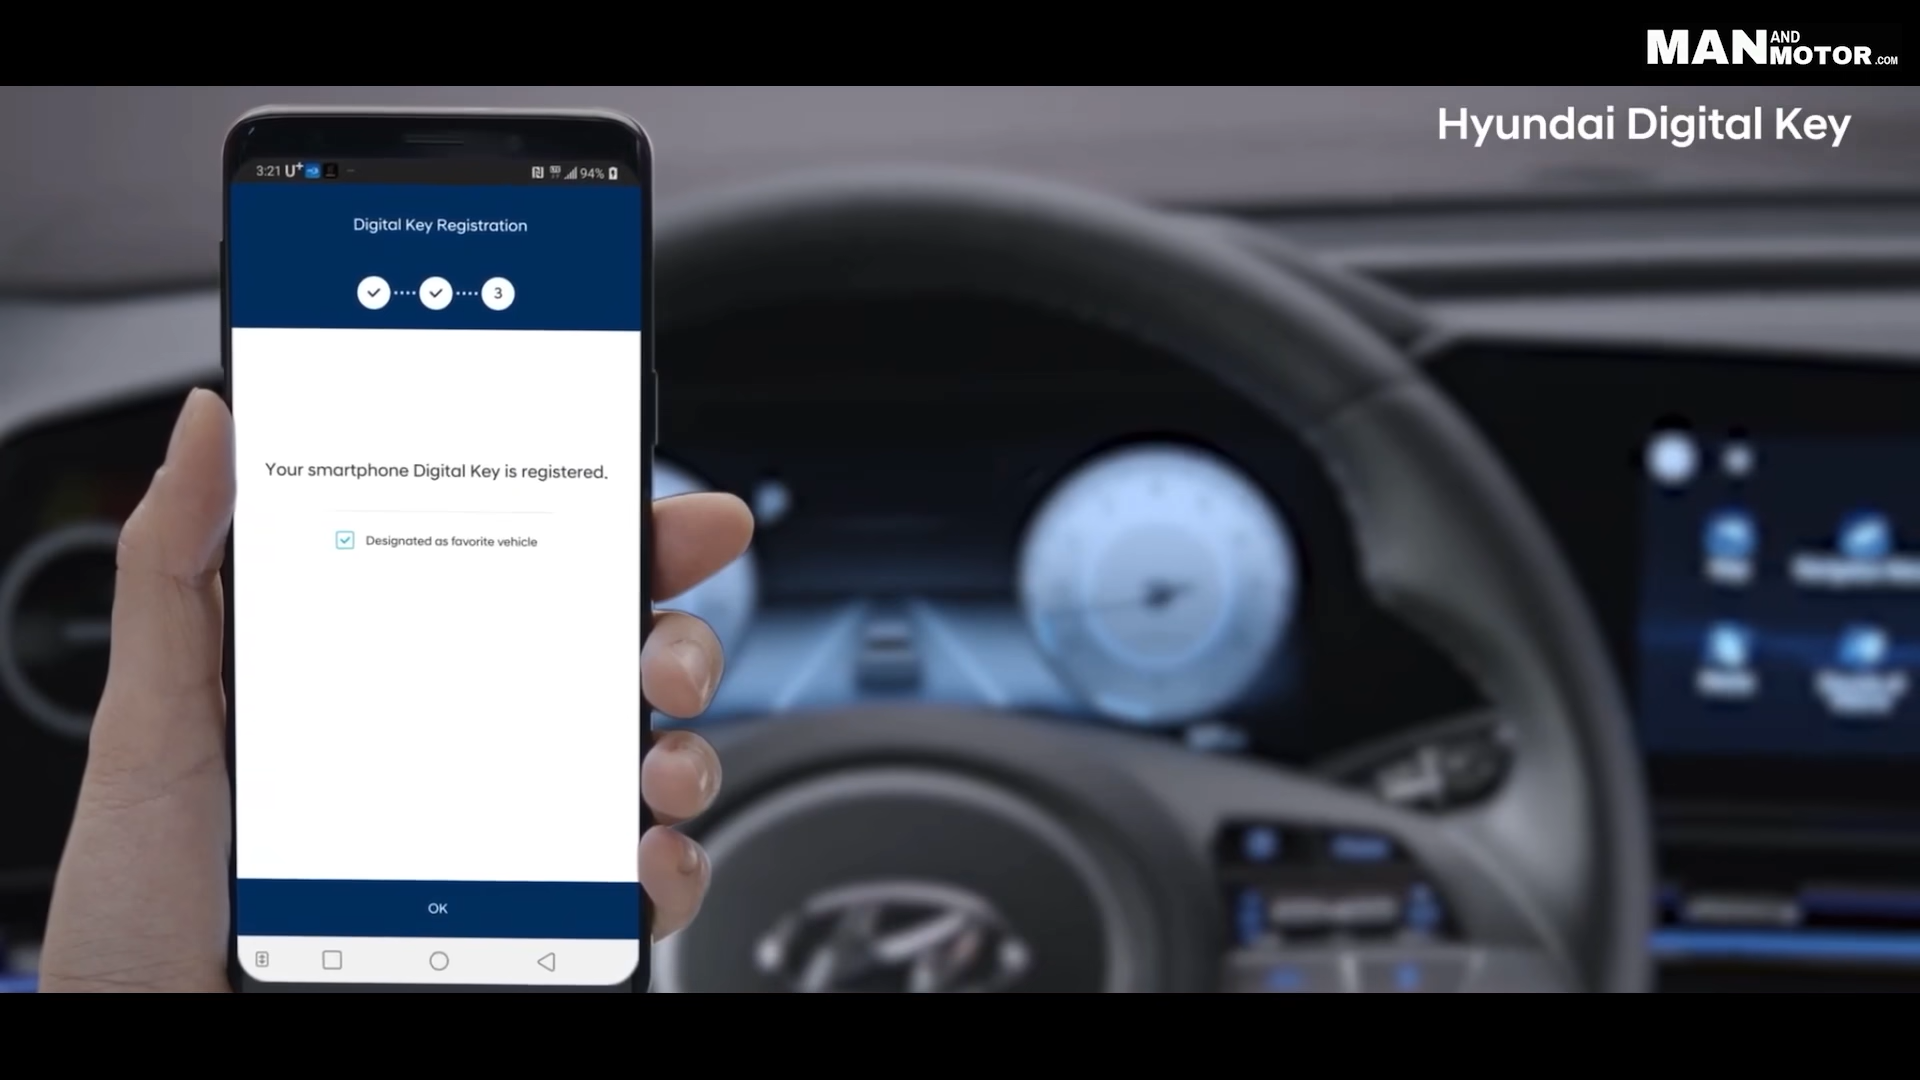 MAN AND MOTOR.COM
Hyundai Digital Key
3:21 U+
94%
Digital Key Registration
3
Your smartphone Digital Key is registered.
Designated as favorite vehicle
OK